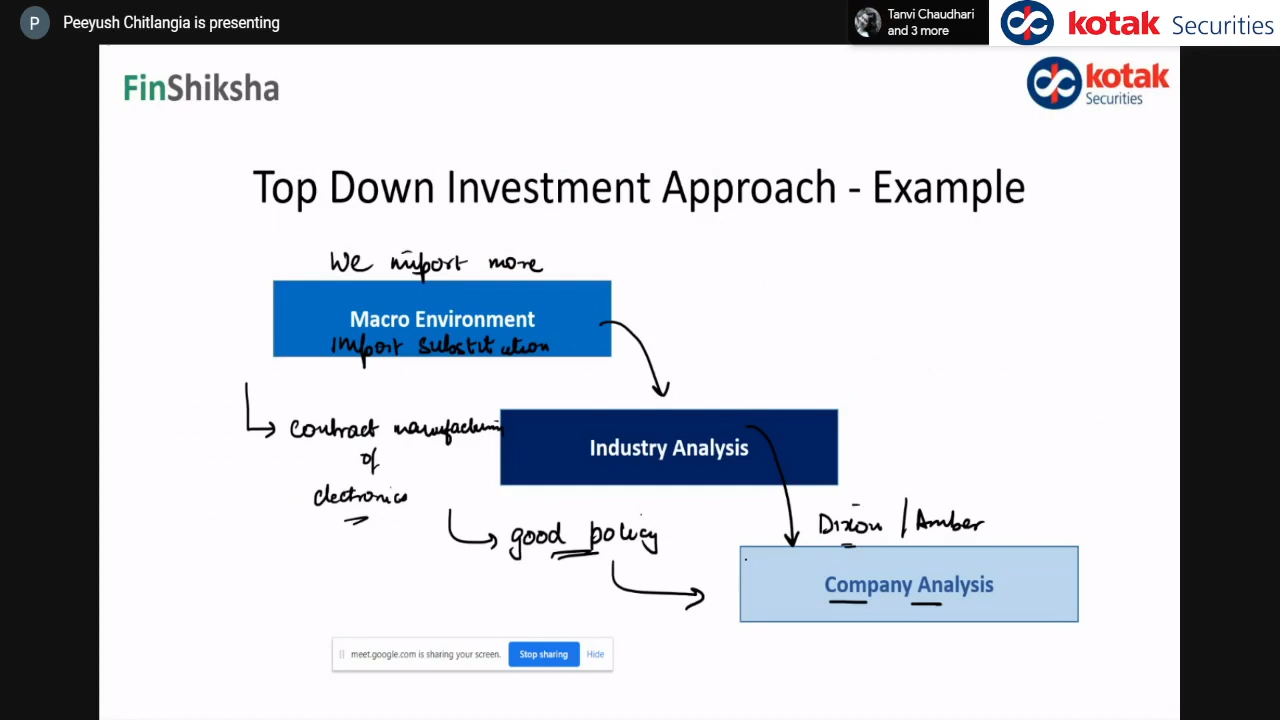 P Peeyush Chitlangia is presenting
Tanvi Chaudhari
and 3 more
kotak Securities
FinShiksha
kotak
Securities
Top Down Investment Approach - Example
We import more
Macro Environment
Import Substitution
contract manufacturing
of
electronics
Industry Analysis
good policy
Dixon / Amber
Company Analysis
meet.google.com is sharing your screen. Stop sharing Hide